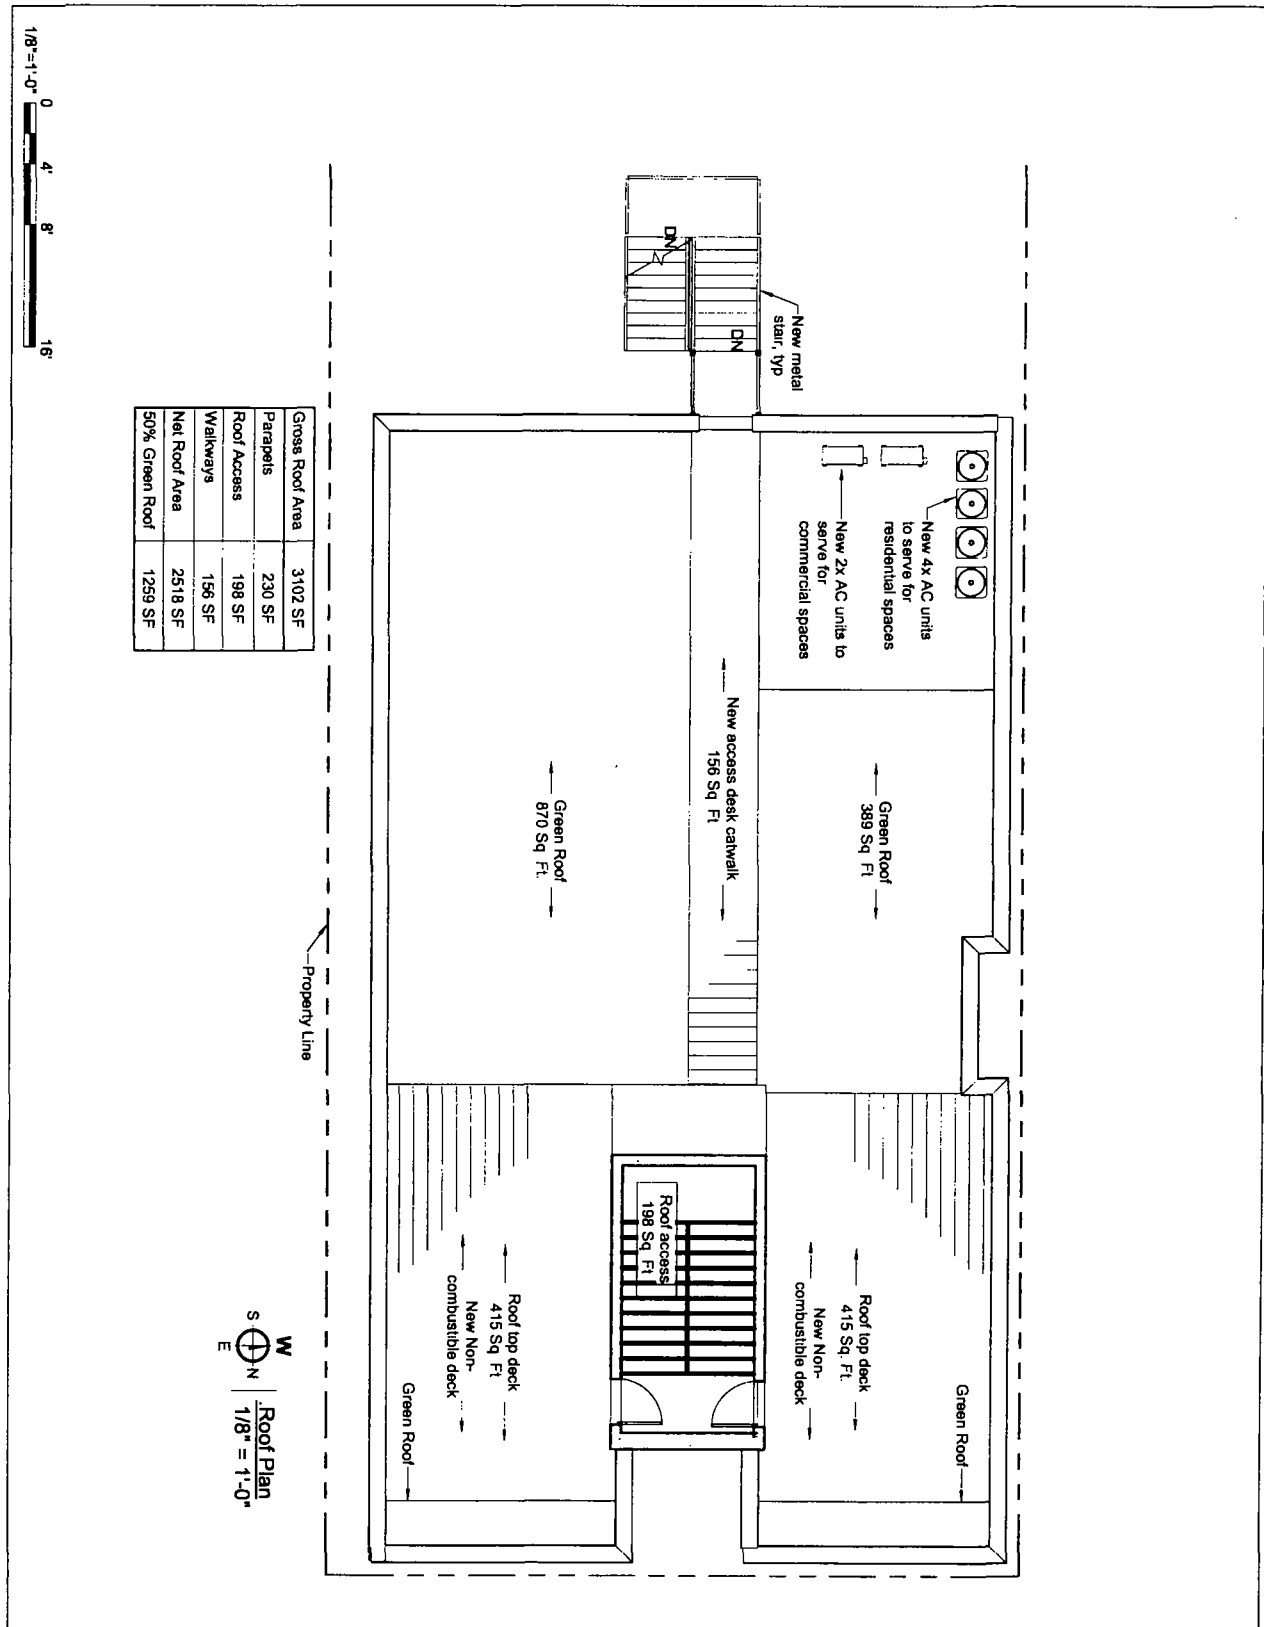 New metal
stair, typ
DN
DN
New 4x AC units
to serve for
residential spaces
New 2x AC units to
serve for
commercial spaces
Green Roof
389 Sq Ft
New access desk catwalk
156 Sq Ft
Green Roof
870 Sq Ft.
Roof top deck
415 Sq. Ft.
New Non-
combustible deck
Green Roof
Roof access
198 Sq Ft
Roof top deck
415 Sq Ft
New Non-
combustible deck
Green Roof
Property Line
Gross Roof Area 3102 SF
Parapets 230 SF
Roof Access 198 SF
Walkways 156 SF
Net Roof Area 2518 SF
50% Green Roof 1259 SF
W
S N
E
Roof Plan
1/8" = 1'-0"
0 4' 8' 16'
1/8"=1'-0"